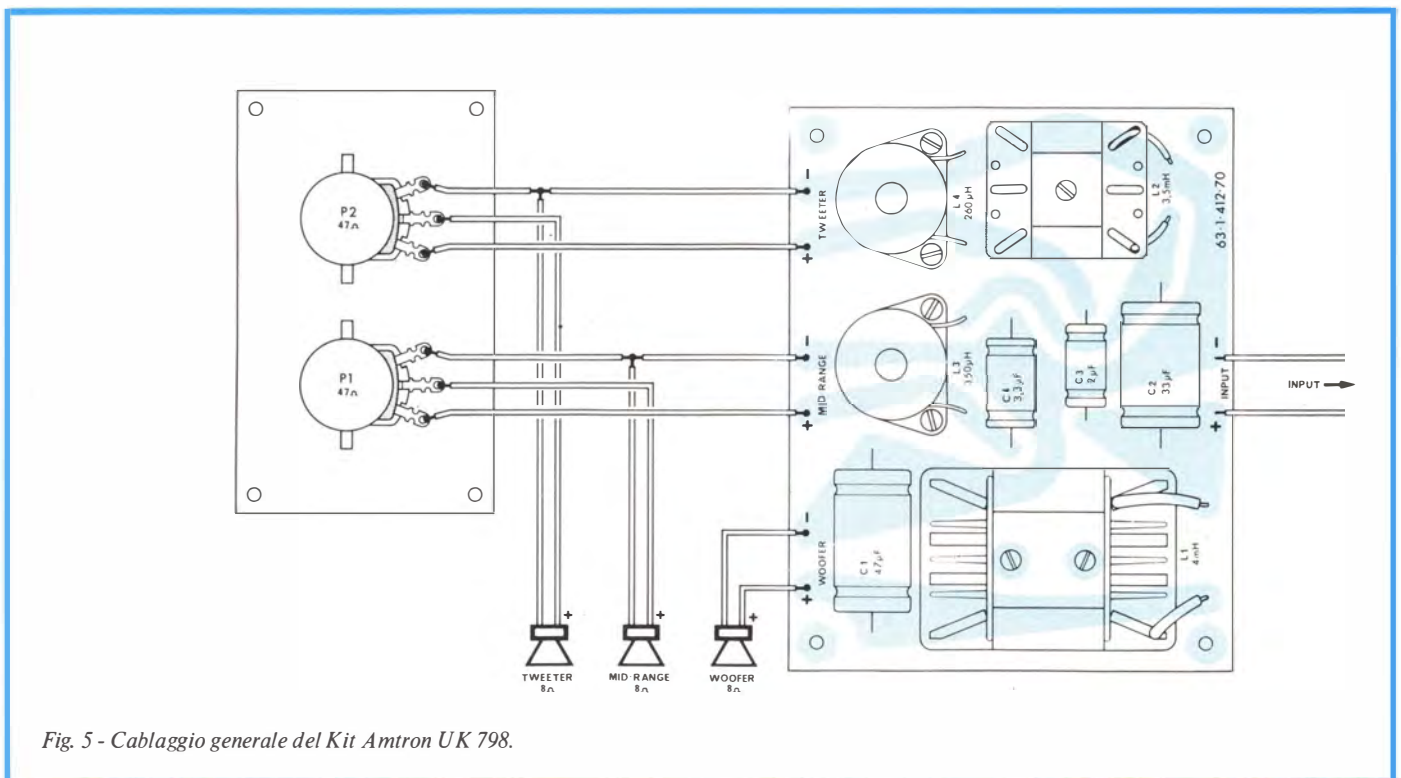 P2
47Ω
P1
47Ω
-
TWEETER
+
-
MID-RANGE
+
-
WOOFER
+
L4
260µH
L2
3,5mH
63-1-412-70
L3
350µH
C4
3,3µF
C3
2µF
C2
33µF
-
INPUT
+
INPUT
C1
47µF
L1
4mH
+
+
+
TWEETER
8Ω
MID-RANGE
8Ω
WOOFER
8Ω
Fig. 5 - Cablaggio generale del Kit Amtron UK 798.